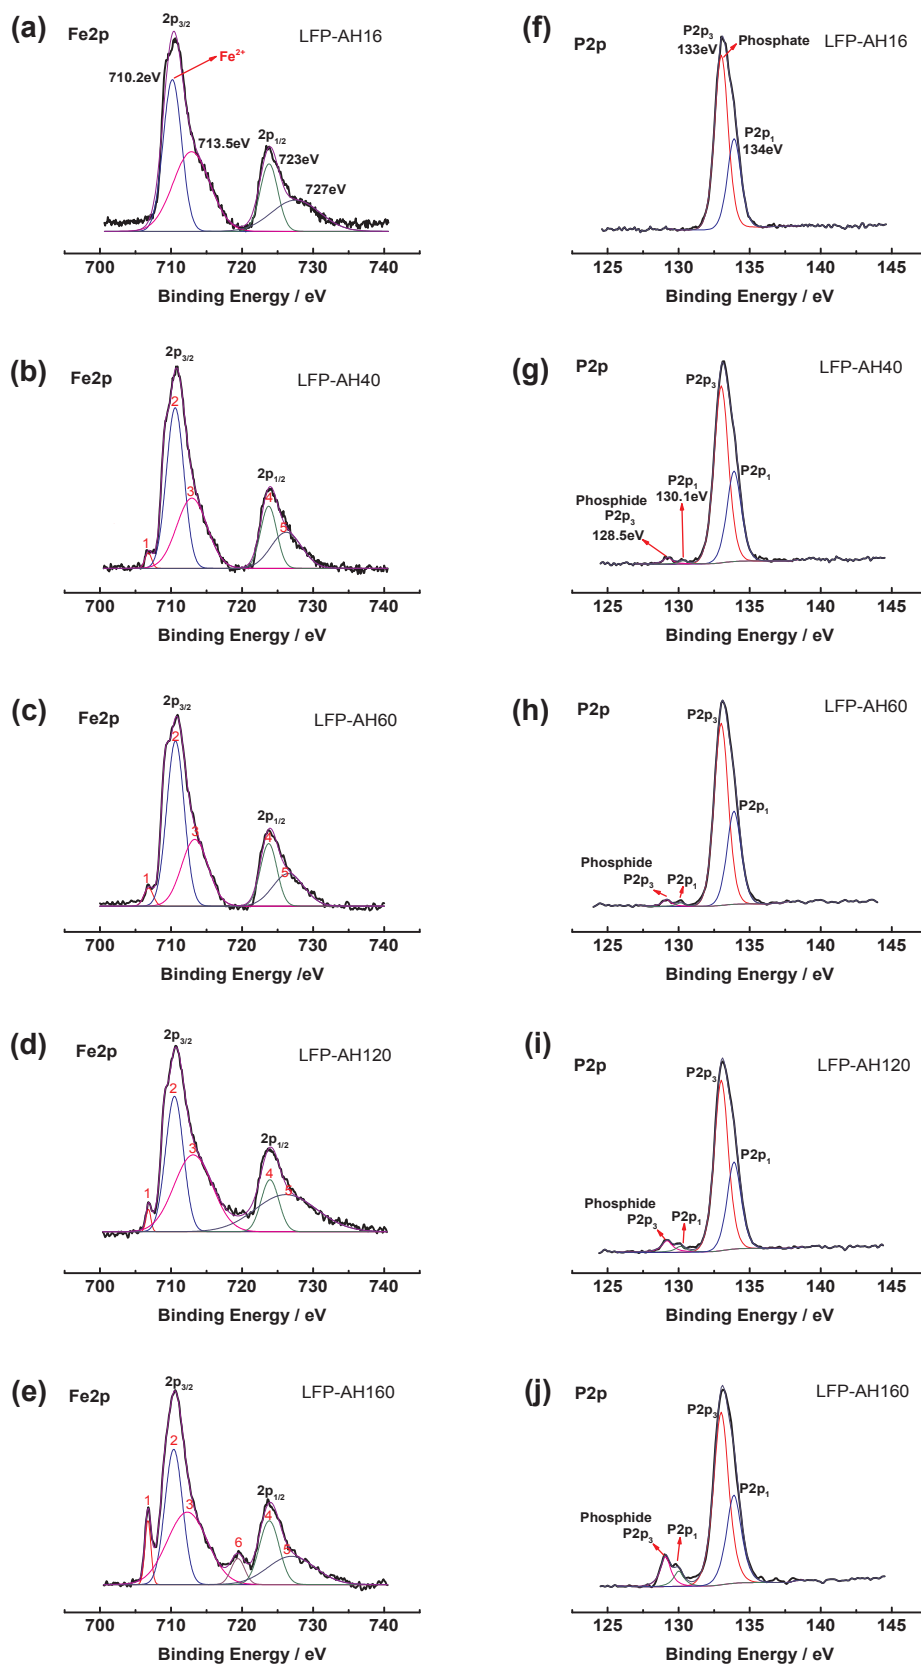 (a)
Fe2p
2p3/2
LFP-AH16
710.2eV
Fe2+
713.5eV
2p1/2
723eV
727eV
700 710 720 730 740
Binding Energy / eV
(f)
P2p
P2p3
133eV
LFP-AH16
Phosphate
P2p1
134eV
125 130 135 140 145
Binding Energy / eV
(b)
Fe2p
2p3/2
LFP-AH40
1
2
3
2p1/2
4
5
700 710 720 730 740
Binding Energy / eV
(g)
P2p
P2p3
LFP-AH40
P2p1
P2p1
130.1eV
Phosphide
P2p3
128.5eV
125 130 135 140 145
Binding Energy / eV
(c)
Fe2p
2p3/2
LFP-AH60
1
2
3
2p1/2
4
5
700 710 720 730 740
Binding Energy /eV
(h)
P2p
P2p3
LFP-AH60
P2p1
Phosphide
P2p3
P2p1
125 130 135 140 145
Binding Energy / eV
(d)
Fe2p
2p3/2
LFP-AH120
1
2
3
2p1/2
4
5
700 710 720 730 740
Binding Energy / eV
(i)
P2p
P2p3
LFP-AH120
P2p1
Phosphide
P2p3
P2p1
125 130 135 140 145
Binding Energy / eV
(e)
Fe2p
2p3/2
LFP-AH160
1
2
3
6
2p1/2
4
5
700 710 720 730 740
Binding Energy / eV
(j)
P2p
P2p3
LFP-AH160
P2p1
Phosphide
P2p3
P2p1
125 130 135 140 145
Binding Energy / eV